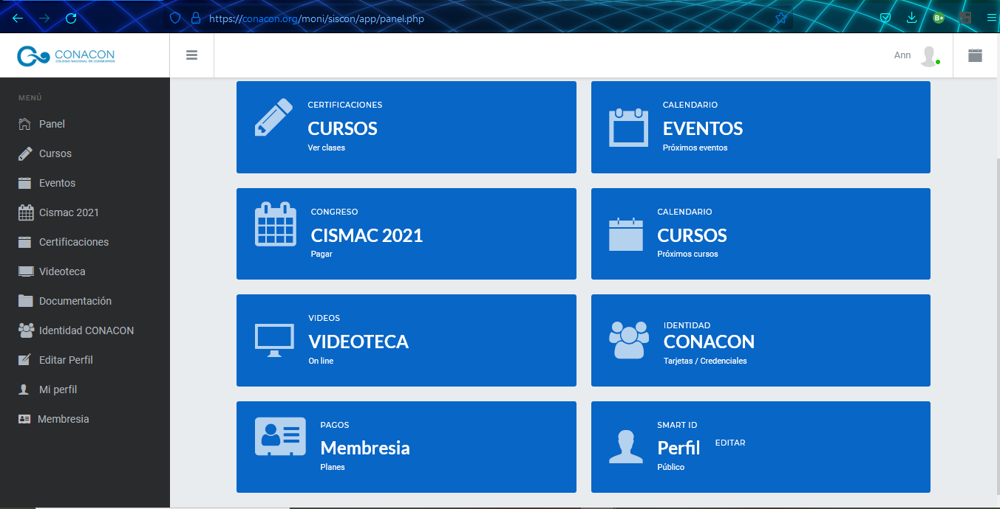 https://conacon.org/moni/siscon/app/panel.php
B+
CONACON
COLEGIO NACIONAL DE CONSEJEROS
Ann
MENÚ
Panel
Cursos
Eventos
Cismac 2021
Certificaciones
Videoteca
Documentación
Identidad CONACON
Editar Perfil
Mi perfil
Membresia
CERTIFICACIONES
CURSOS
Ver clases
CALENDARIO
EVENTOS
Próximos eventos
CONGRESO
CISMAC 2021
Pagar
CALENDARIO
CURSOS
Próximos cursos
VIDEOS
VIDEOTECA
On line
IDENTIDAD
CONACON
Tarjetas / Credenciales
PAGOS
Membresia
Planes
SMART ID
Perfil EDITAR
Público